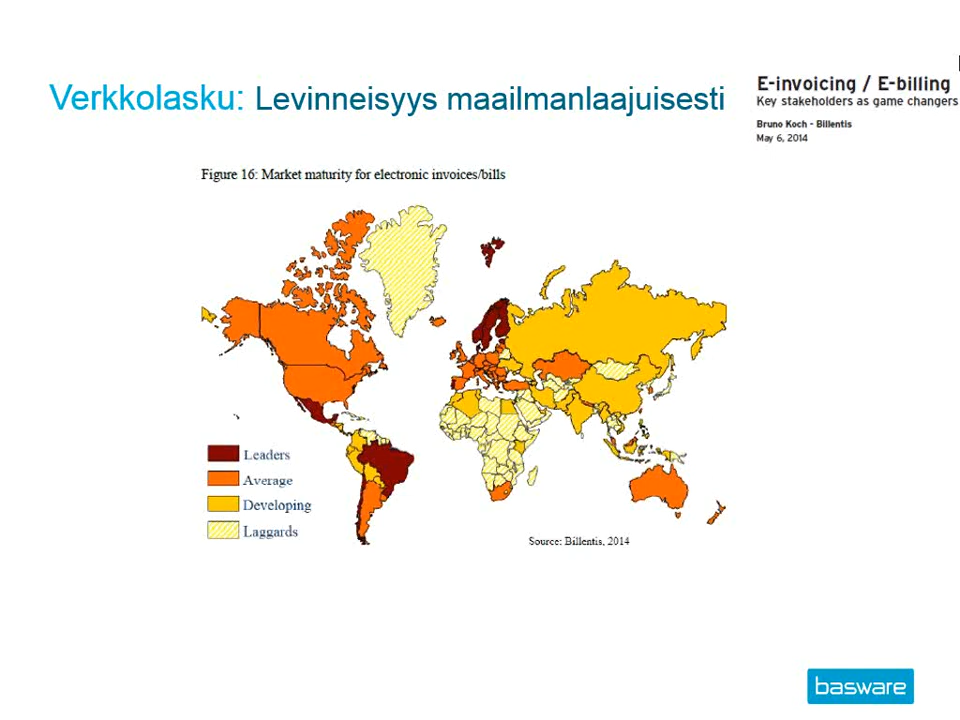 Verkkolasku: Levinneisyys maailmanlaajuisesti
E-invoicing / E-billing
Key stakeholders as game changers
Bruno Koch - Billentis
May 6, 2014
Figure 16: Market maturity for electronic invoices/bills
Leaders
Average
Developing
Laggards
Source: Billentis, 2014
basware